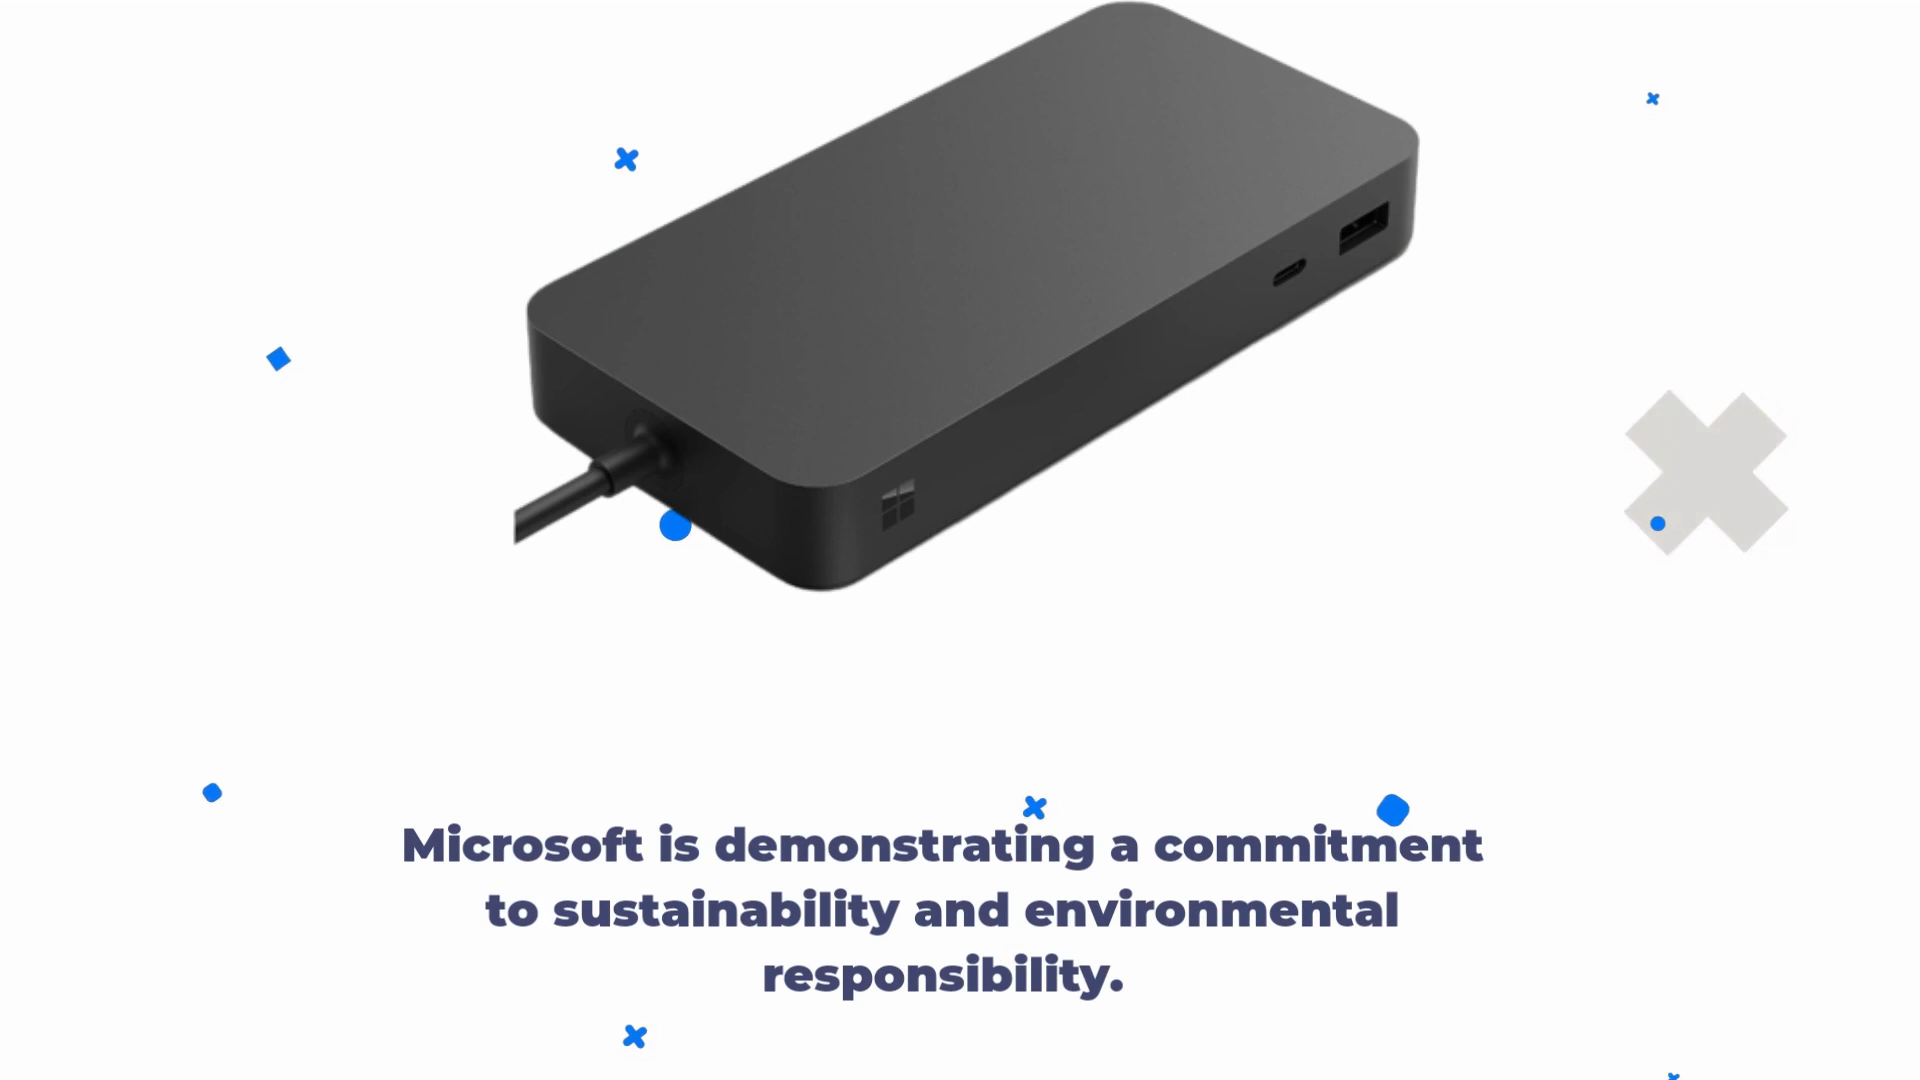 Microsoft is demonstrating a commitment
to sustainability and environmental
responsibility.